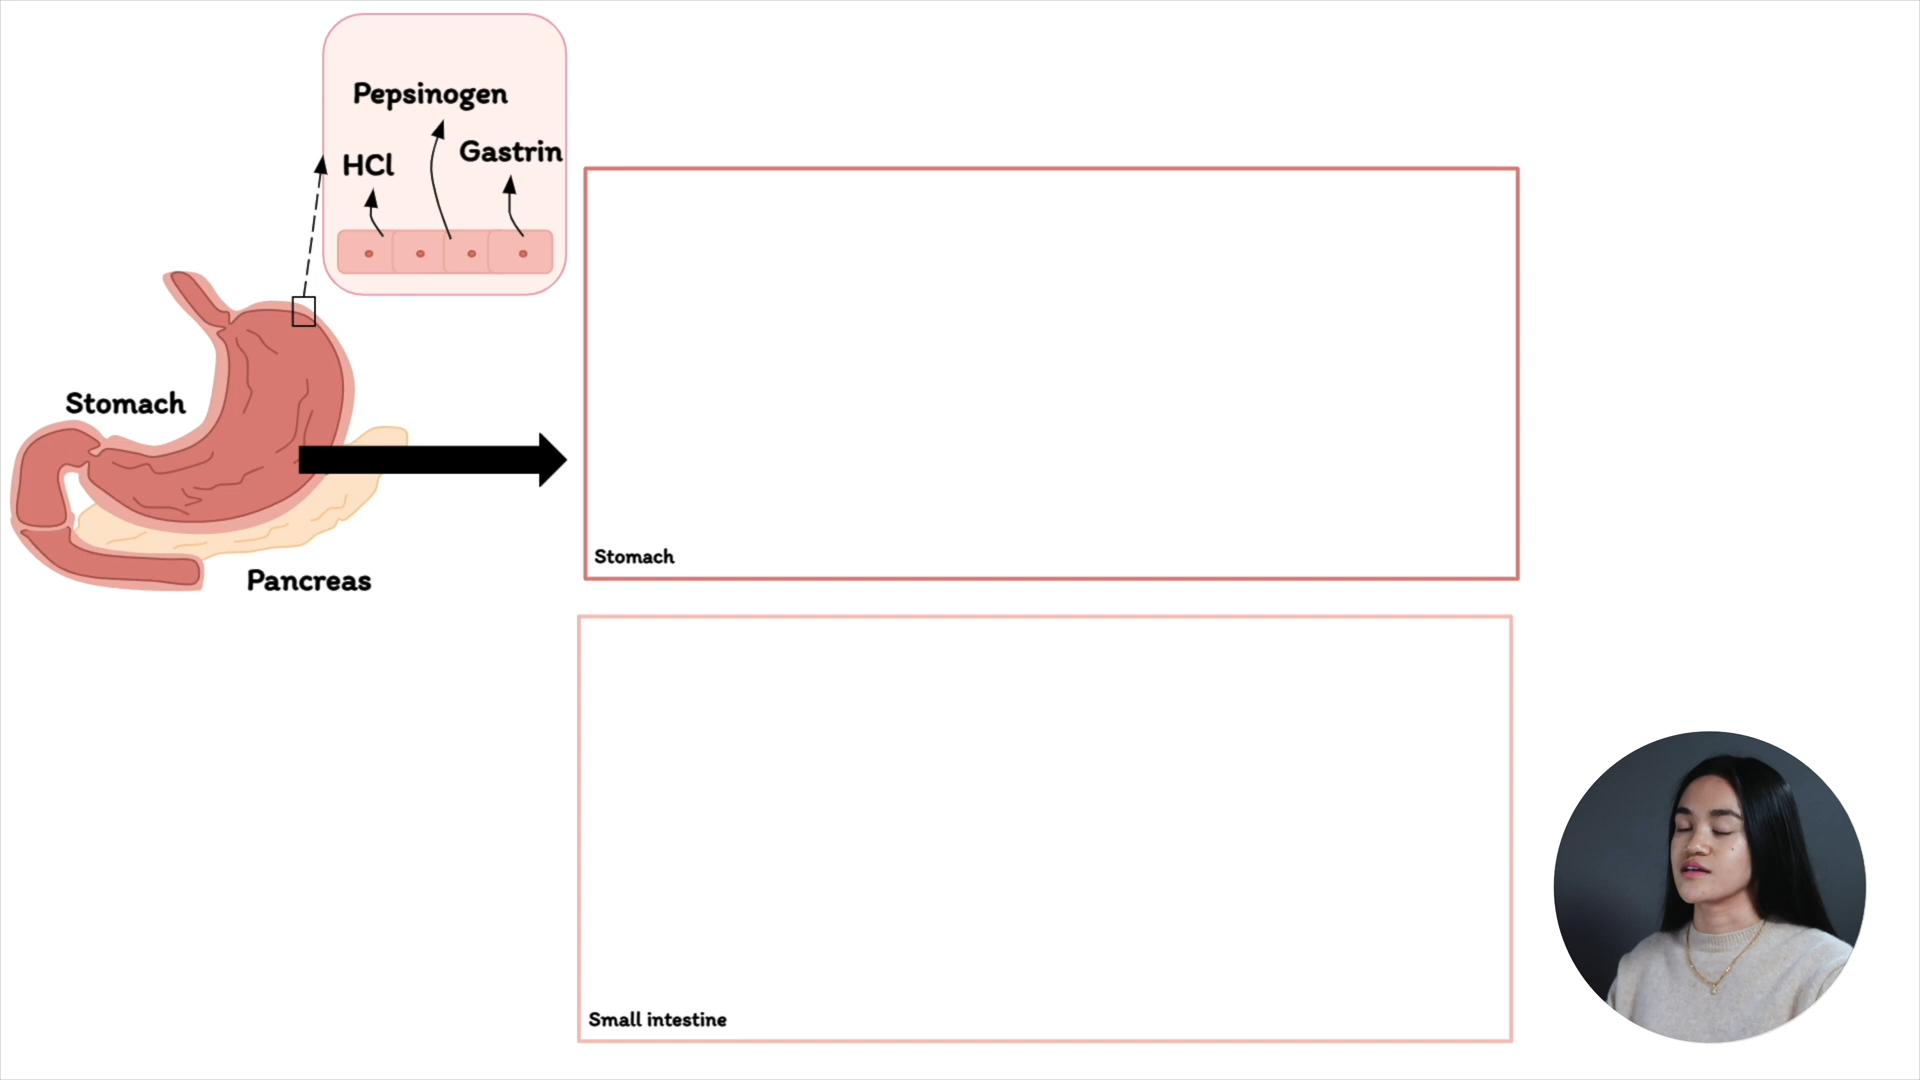 Pepsinogen
Gastrin
HCl
Stomach
Pancreas
Stomach
Small intestine